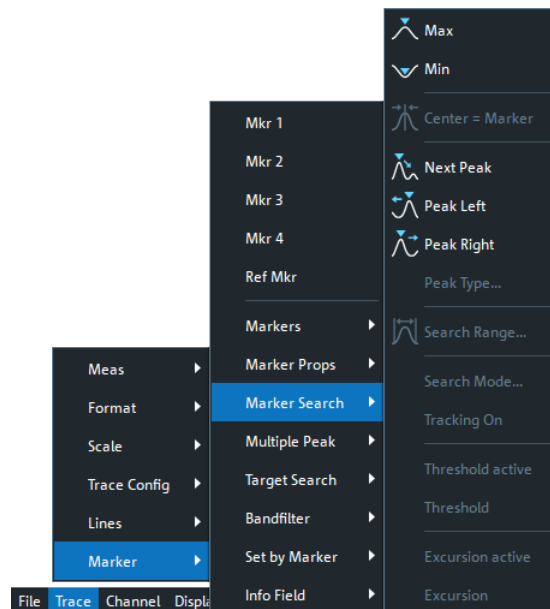 Max
Min
Center = Marker
Next Peak
Peak Left
Peak Right
Peak Type...
Search Range...
Search Mode...
Tracking On
Threshold active
Threshold
Excursion active
Excursion
Mkr 1
Mkr 2
Mkr 3
Mkr 4
Ref Mkr
Markers
Marker Props
Marker Search
Multiple Peak
Target Search
Bandfilter
Set by Marker
Info Field
Meas
Format
Scale
Trace Config
Lines
Marker
File Trace Channel Displa